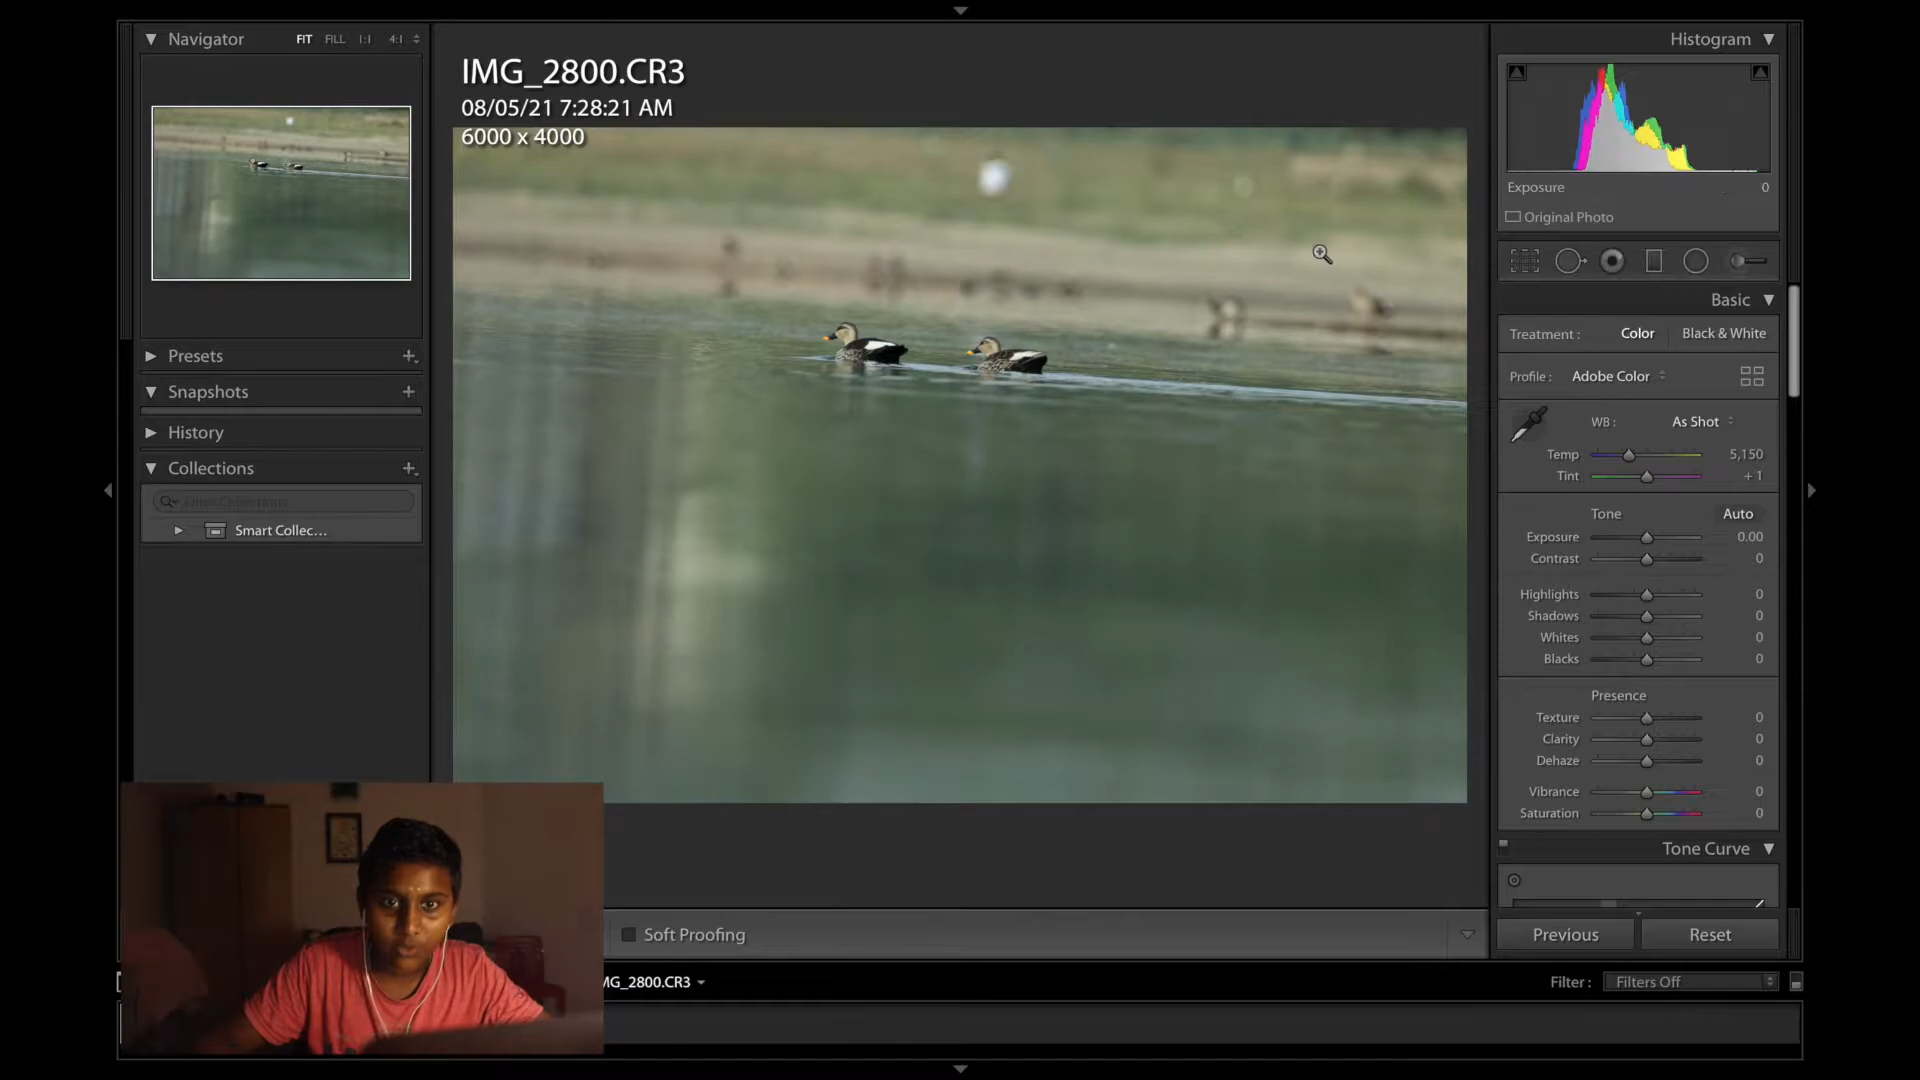 Navigator
FIT FILL 1:1 4:1
Presets
Snapshots
History
Collections
Filter Collections
Smart Collec...
IMG_2800.CR3
08/05/21 7:28:21 AM
6000 x 4000
Soft Proofing
MG_2800.CR3
Filter : Filters Off
Histogram
Exposure 0
Original Photo
Basic
Treatment : Color Black & White
Profile : Adobe Color
WB : As Shot
Temp 5,150
Tint + 1
Tone Auto
Exposure 0.00
Contrast 0
Highlights 0
Shadows 0
Whites 0
Blacks 0
Presence
Texture 0
Clarity 0
Dehaze 0
Vibrance 0
Saturation 0
Tone Curve
Previous Reset